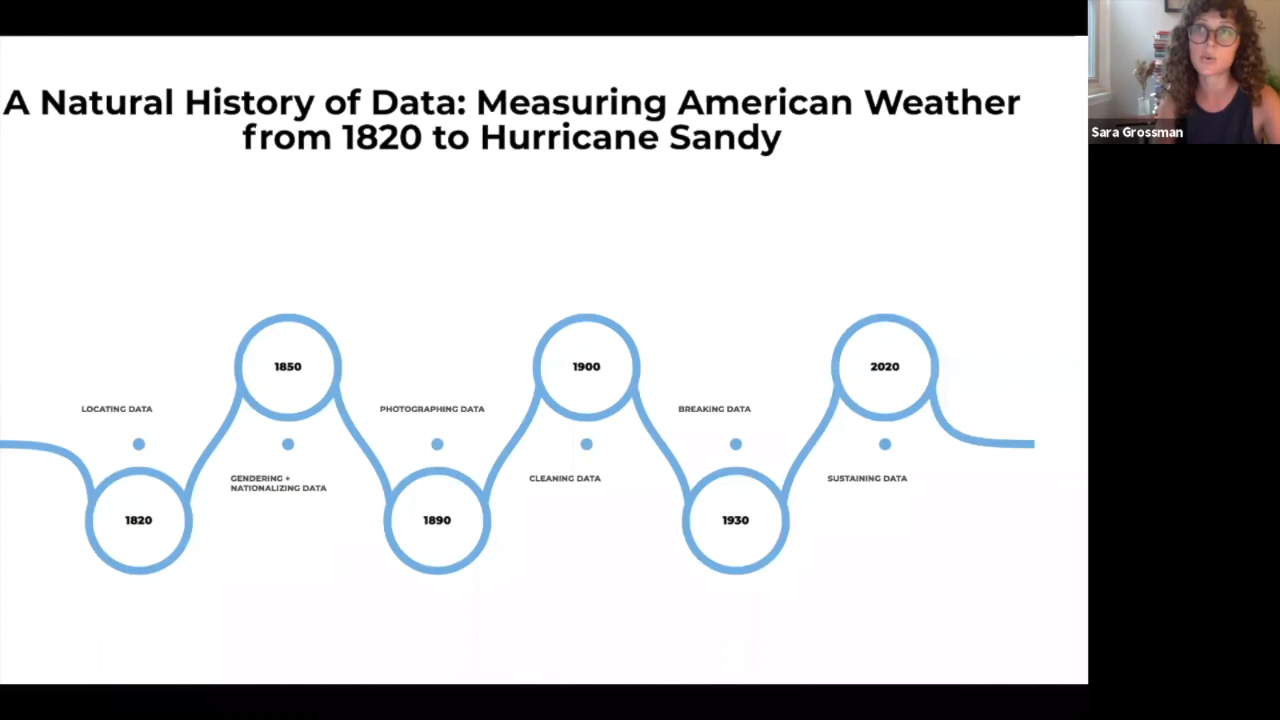 A Natural History of Data: Measuring American Weather
from 1820 to Hurricane Sandy
Sara Grossman
1850
1900
2020
LOCATING DATA
PHOTOGRAPHING DATA
BREAKING DATA
GENDERING +
NATIONALIZING DATA
CLEANING DATA
SUSTAINING DATA
1820
1890
1930